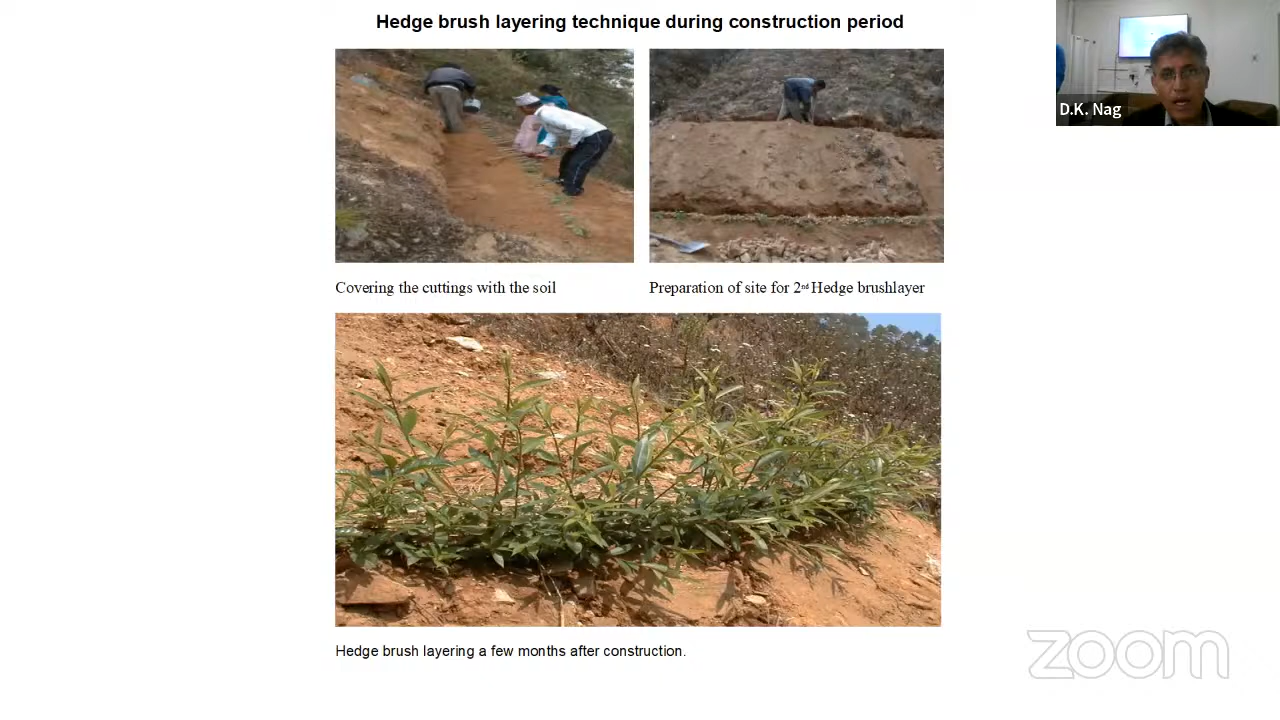 Hedge brush layering technique during construction period
D.K. Nag
Covering the cuttings with the soil
Preparation of site for 2nd Hedge brushlayer
Hedge brush layering a few months after construction.
zoom